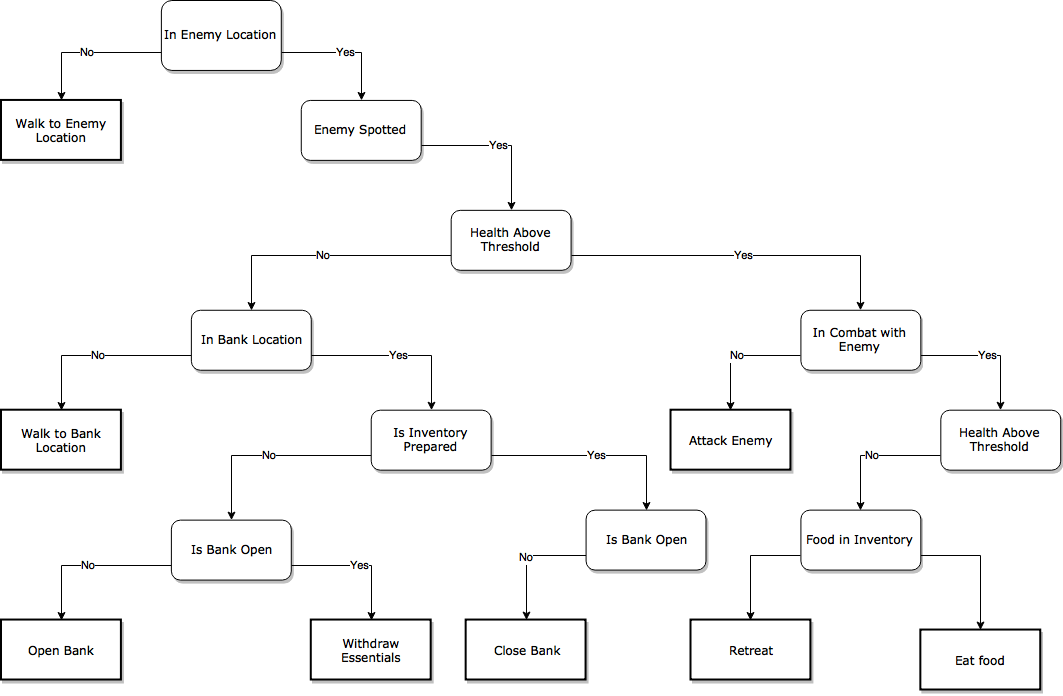 In Enemy Location
No
Yes
Walk to Enemy
Location
Enemy Spotted
Yes
Health Above
Threshold
No
Yes
In Bank Location
In Combat with
Enemy
No
Yes
No
Yes
Walk to Bank
Location
Is Inventory
Prepared
Attack Enemy
Health Above
Threshold
No
Yes
No
Is Bank Open
Is Bank Open
Food in Inventory
No
Yes
No
Open Bank
Withdraw
Essentials
Close Bank
Retreat
Eat food